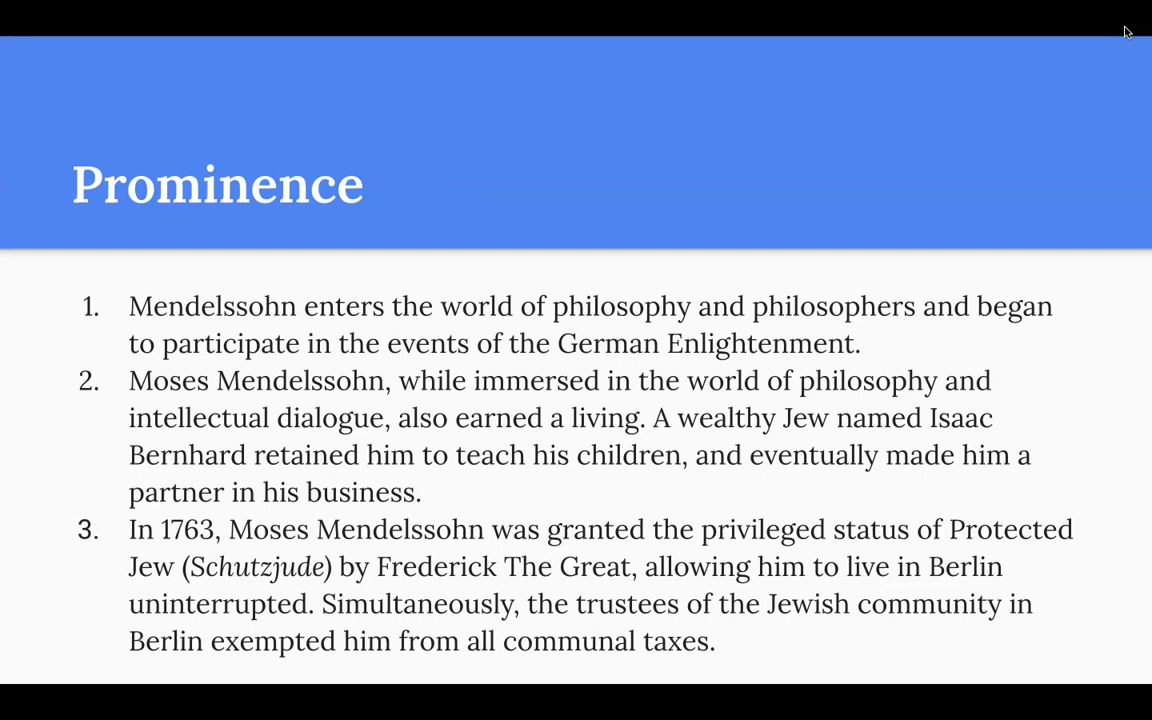 Prominence
1. Mendelssohn enters the world of philosophy and philosophers and began
to participate in the events of the German Enlightenment.
2. Moses Mendelssohn, while immersed in the world of philosophy and
intellectual dialogue, also earned a living. A wealthy Jew named Isaac
Bernhard retained him to teach his children, and eventually made him a
partner in his business.
3. In 1763, Moses Mendelssohn was granted the privileged status of Protected
Jew (Schutzjude) by Frederick The Great, allowing him to live in Berlin
uninterrupted. Simultaneously, the trustees of the Jewish community in
Berlin exempted him from all communal taxes.